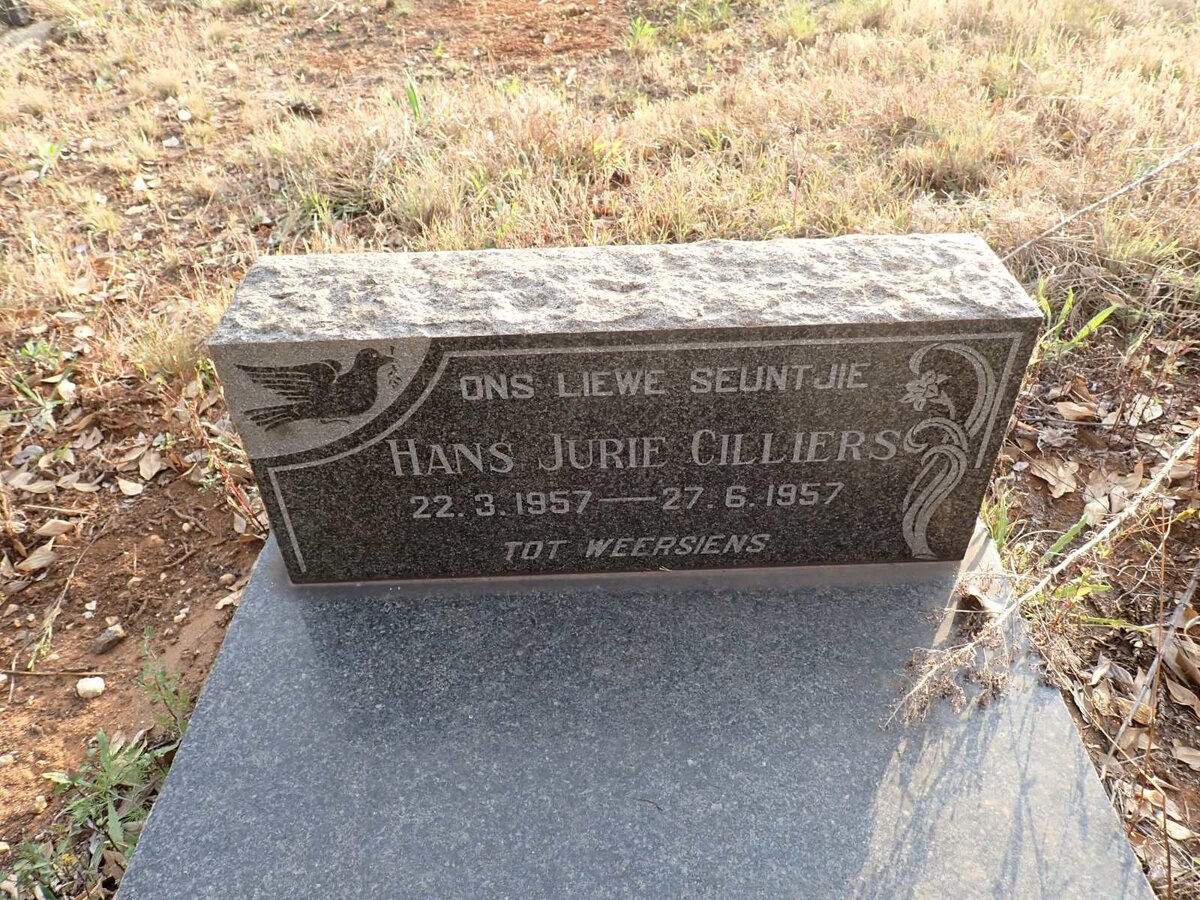 ONS LIEWE SEUNTJIE
HANS JURIE CILLIERS
22.3.1957 — 27.6.1957
TOT WEERSIENS